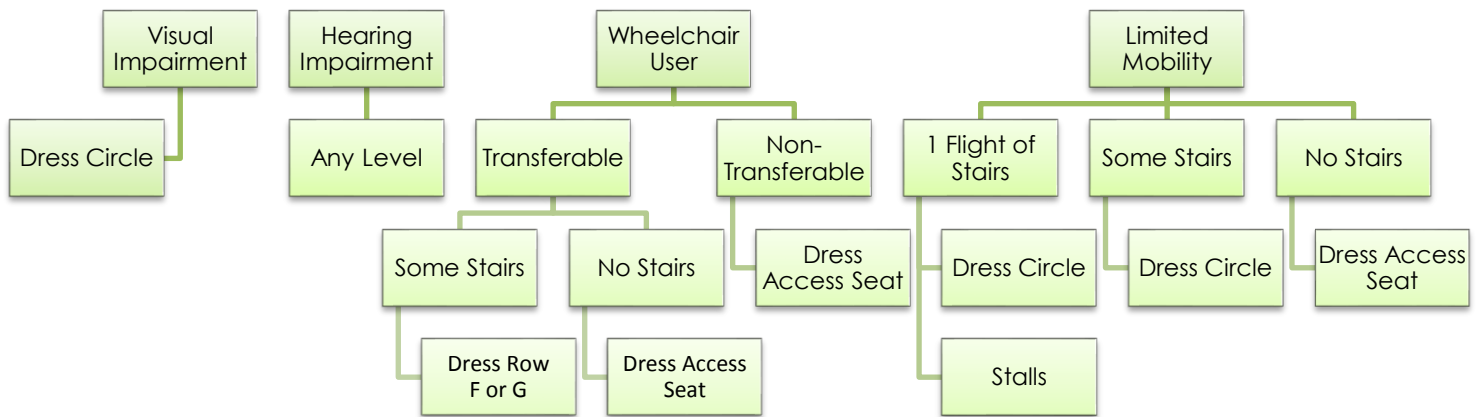 Visual
Impairment
Hearing
Impairment
Wheelchair
User
Limited
Mobility
Dress Circle
Any Level
Transferable
Non-
Transferable
1 Flight of
Stairs
Some Stairs
No Stairs
Some Stairs
No Stairs
Dress
Access Seat
Dress Circle
Dress Circle
Dress Access
Seat
Dress Row
F or G
Dress Access
Seat
Stalls